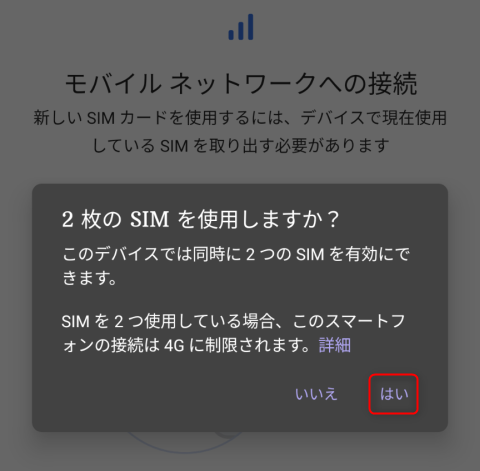 モバイル ネットワークへの接続
新しい SIM カードを使用するには、デバイスで現在使用
している SIM を取り出す必要があります
2 枚の SIM を使用しますか？
このデバイスでは同時に 2 つの SIM を有効にで
きます。
SIM を 2 つ使用している場合、このスマートフ
ォンの接続は 4G に制限されます。詳細
いいえ はい